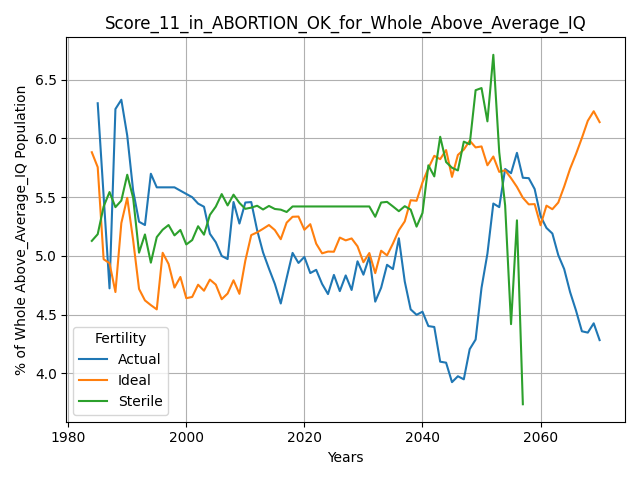 Score_11_in_ABORTION_OK_for_Whole_Above_Average_IQ
% of Whole Above_Average_IQ Population
6.5
6.0
5.5
5.0
4.5
4.0
Fertility
Actual
Ideal
Sterile
1980
2000
2020
2040
2060
Years